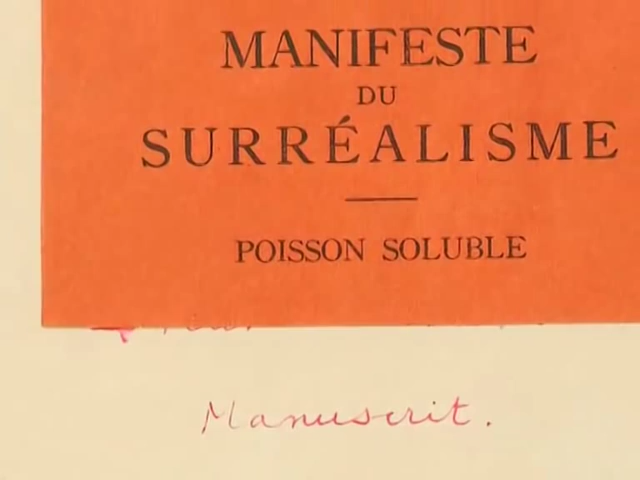 MANIFESTE
DU
SURRÉALISME
POISSON SOLUBLE
Manuscrit.